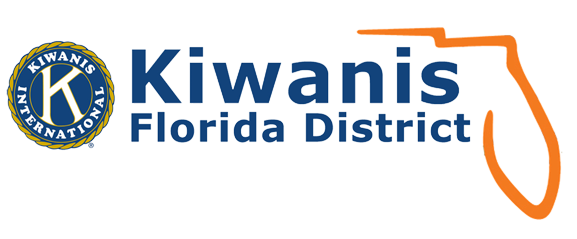 KIWANIS
K
INTERNATIONAL
®
Kiwanis
Florida District